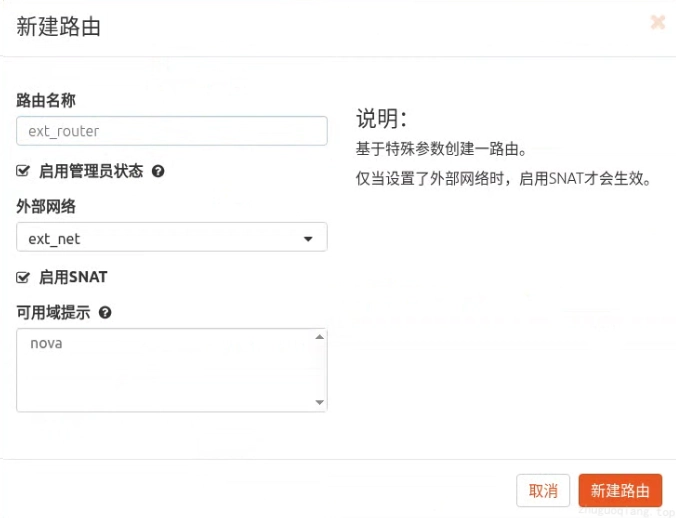 新建路由
路由名称
ext_router
启用管理员状态
外部网络
ext_net
启用SNAT
可用域提示
nova
说明：
基于特殊参数创建一路由。
仅当设置了外部网络时，启用SNAT才会生效。
取消
新建路由